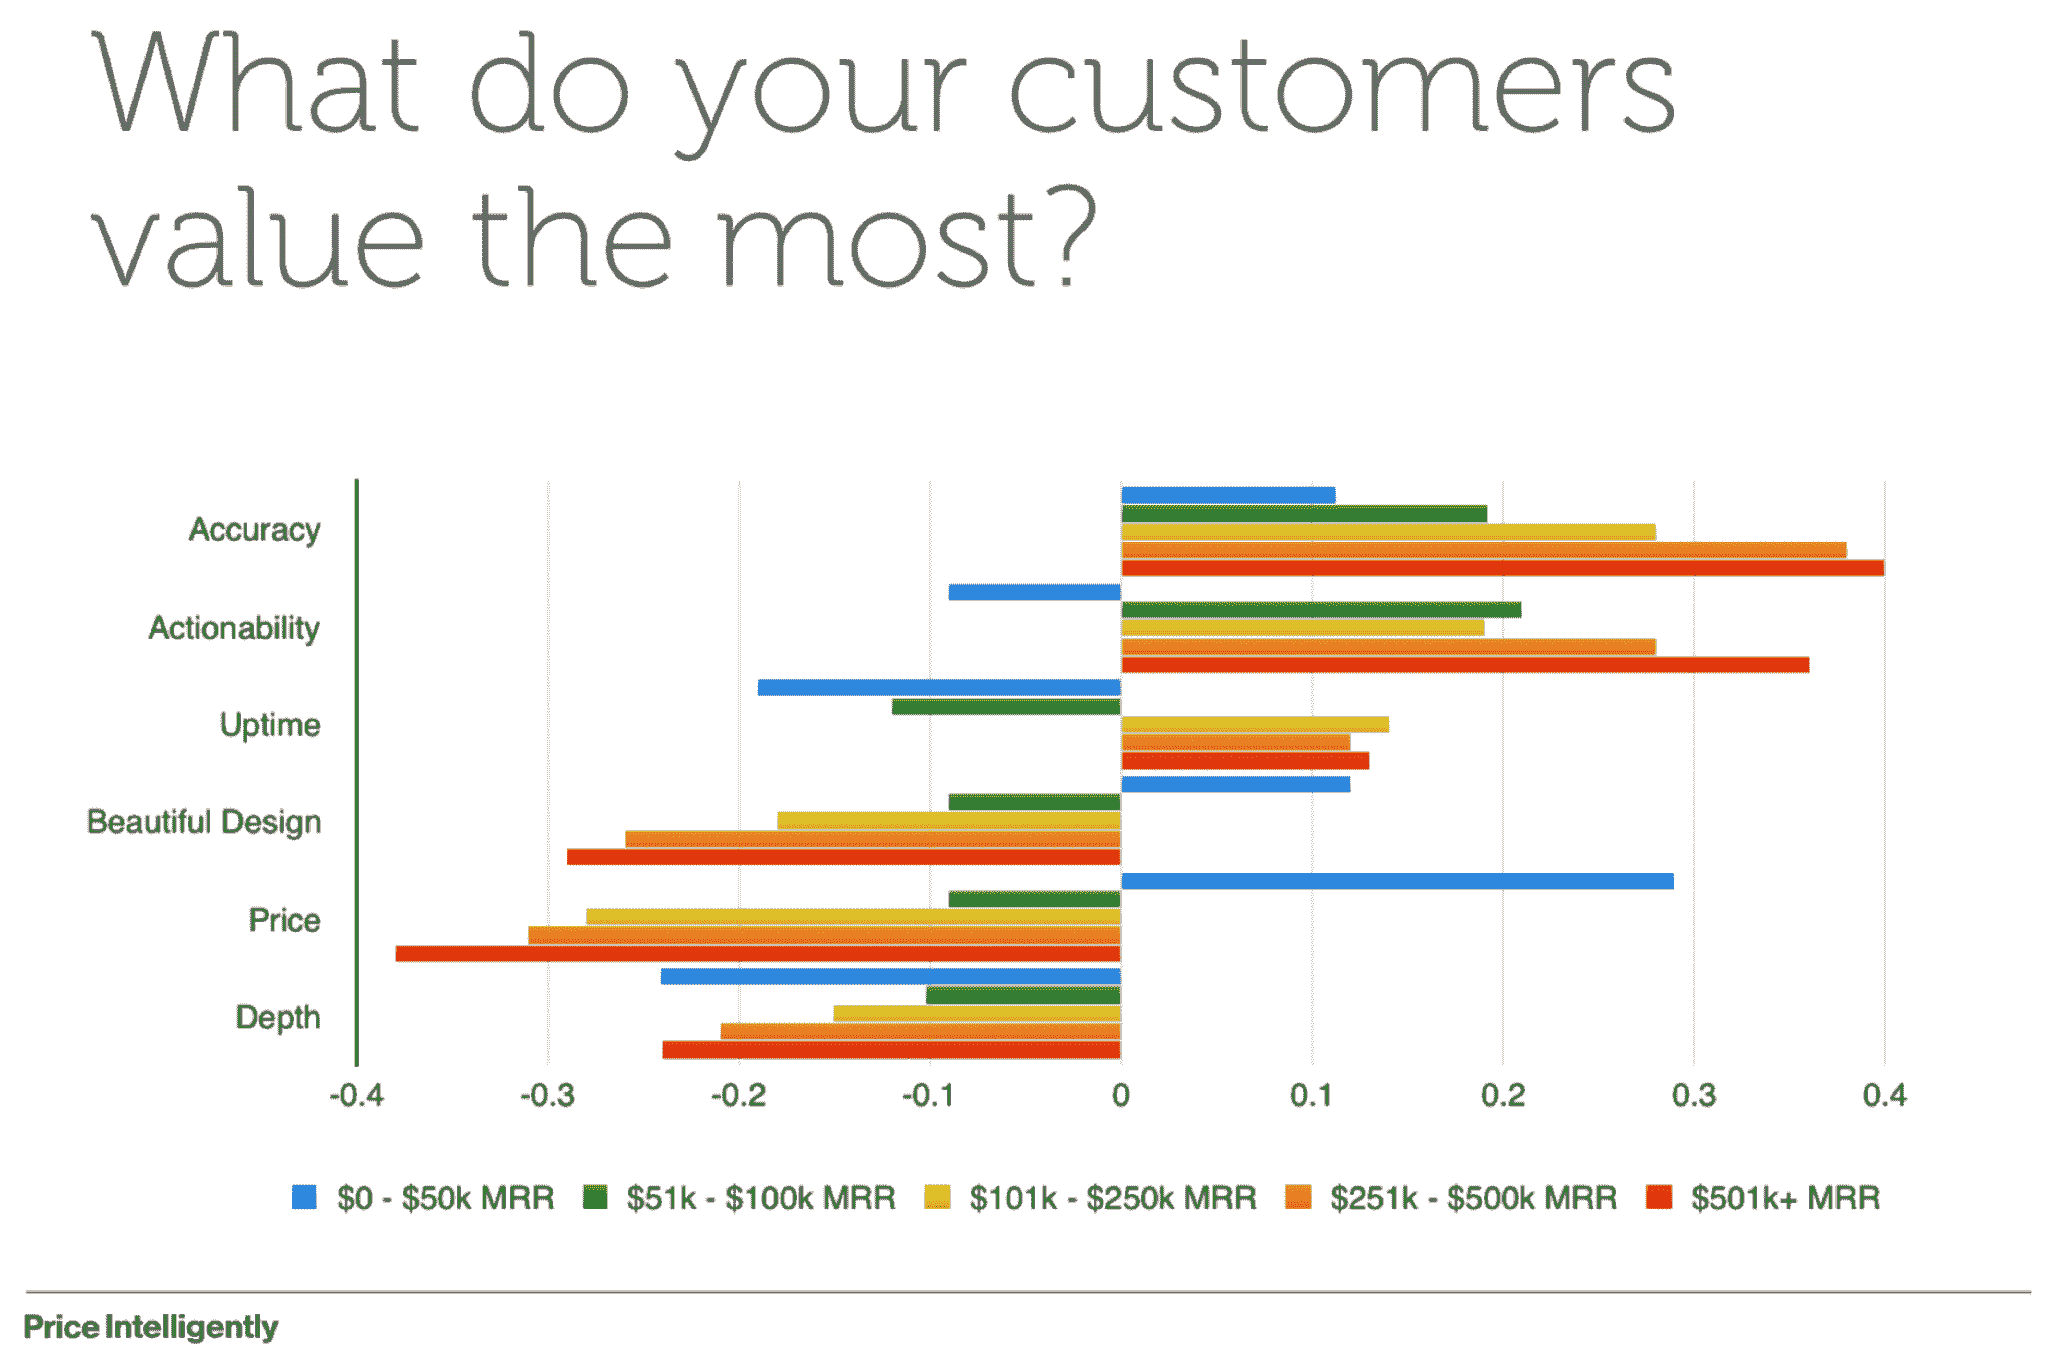 What do your customers
value the most?
Accuracy
Actionability
Uptime
Beautiful Design
Price
Depth
-0.4 -0.3 -0.2 -0.1 0 0.1 0.2 0.3 0.4
$0 - $50k MRR $51k - $100k MRR $101k - $250k MRR $251k - $500k MRR $501k+ MRR
Price Intelligently